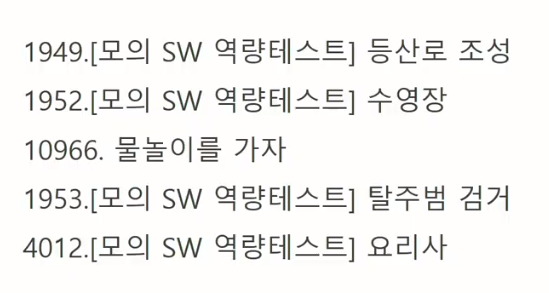 1949.[모의 SW 역량테스트] 등산로 조성
1952.[모의 SW 역량테스트] 수영장
10966. 물놀이를 가자
1953.[모의 SW 역량테스트] 탈주범 검거
4012.[모의 SW 역량테스트] 요리사